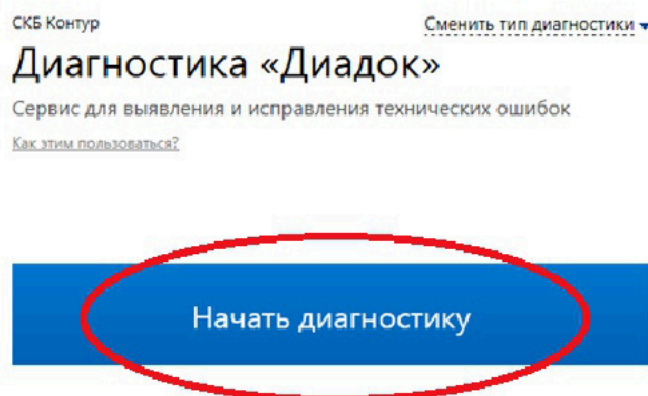 СКБ Контур
Сменить тип диагностики
Диагностика «Диадок»
Сервис для выявления и исправления технических ошибок
Как этим пользоваться?
Начать диагностику